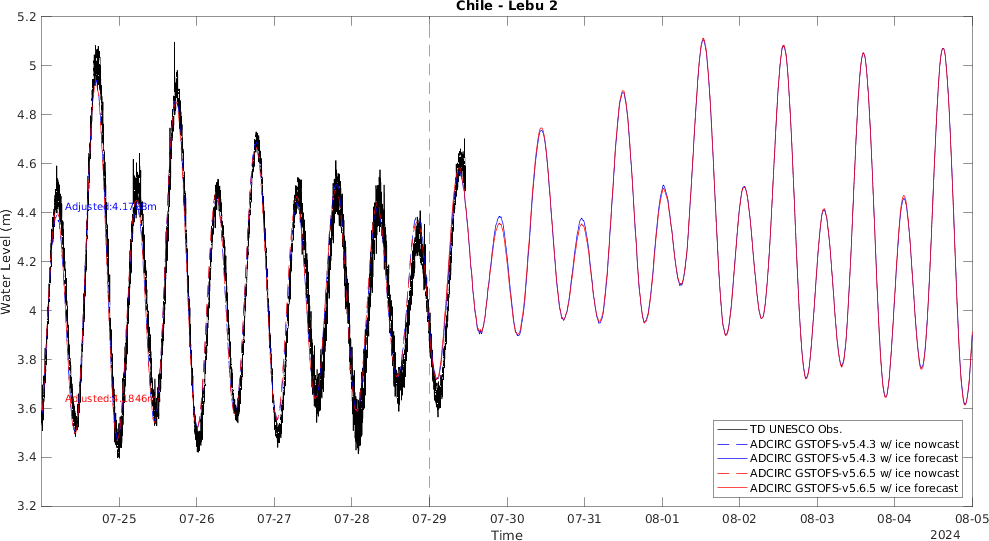 Chile - Lebu 2
5.2
5
4.8
4.6
4.4
4.2
4
3.8
3.6
3.4
3.2
Water Level (m)
Adjusted:4.1846m
07-25
07-26
07-27
07-28
07-29
07-30
07-31
08-01
08-02
08-03
08-04
08-05
Time
2024
TD UNESCO Obs.
ADCIRC GSTOFS-v5.4.3 w/ ice nowcast
ADCIRC GSTOFS-v5.4.3 w/ ice forecast
ADCIRC GSTOFS-v5.6.5 w/ ice nowcast
ADCIRC GSTOFS-v5.6.5 w/ ice forecast